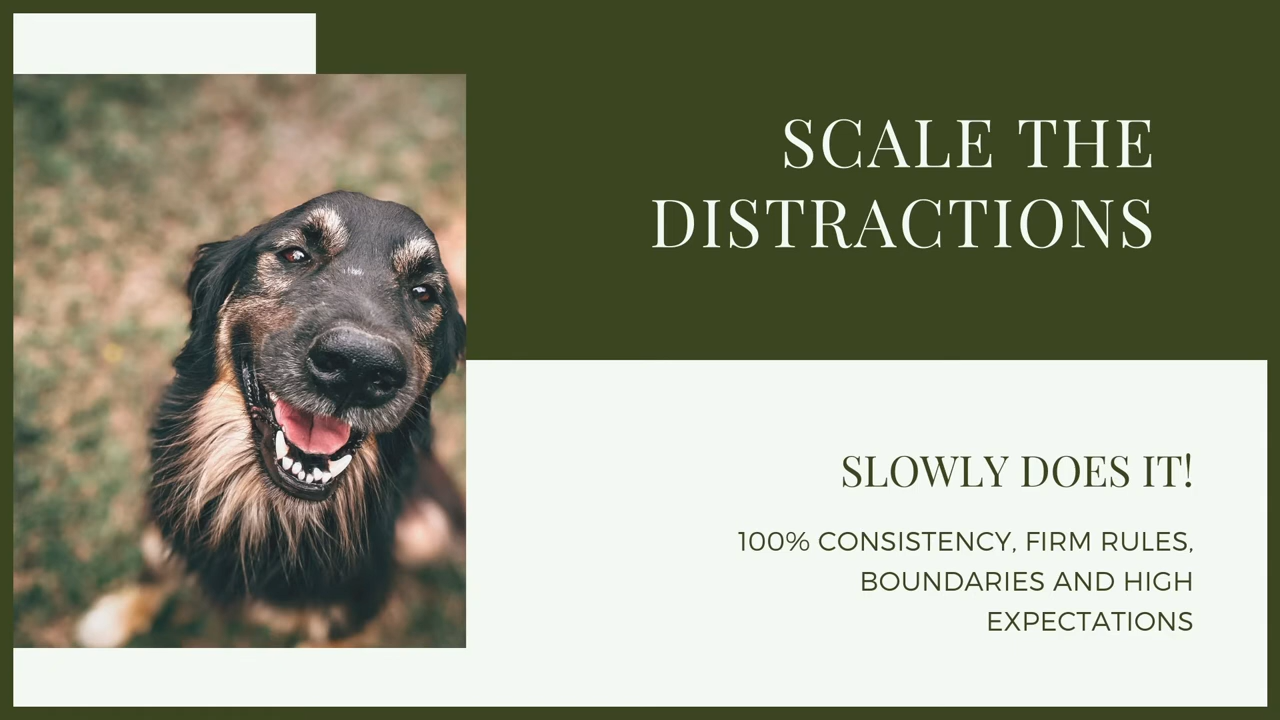 SCALE THE
DISTRACTIONS
SLOWLY DOES IT!
100% CONSISTENCY, FIRM RULES,
BOUNDARIES AND HIGH
EXPECTATIONS